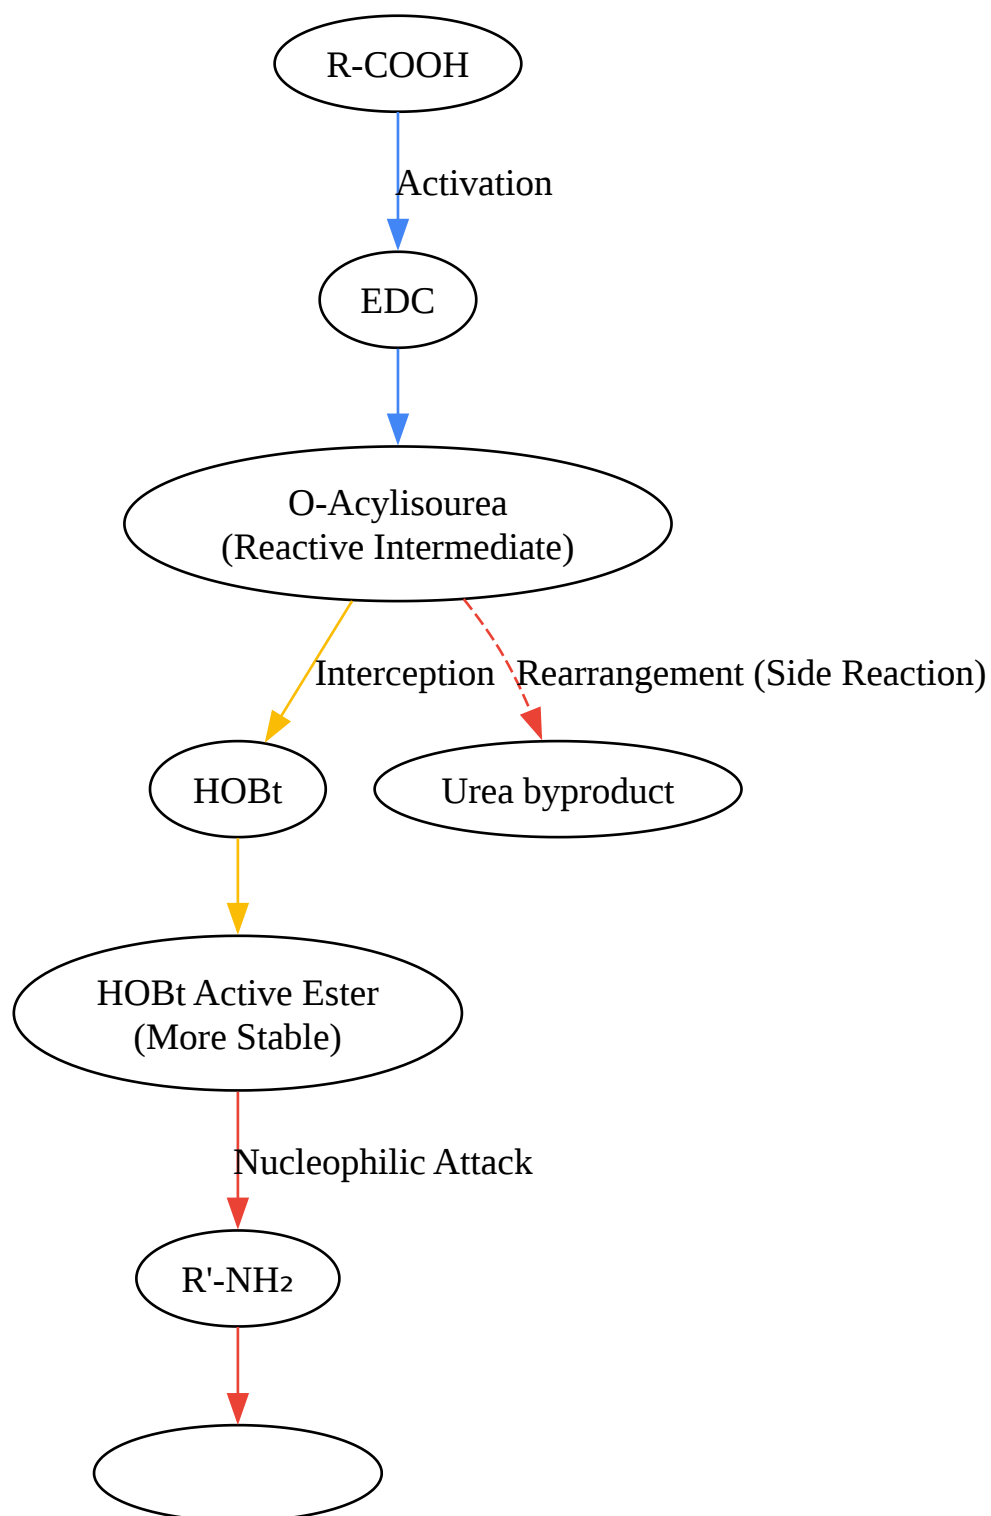 R-COOH
Activation
EDC
O-Acylisourea
(Reactive Intermediate)
Interception
Rearrangement (Side Reaction)
HOBt
Urea byproduct
HOBt Active Ester
(More Stable)
Nucleophilic Attack
R'-NH₂